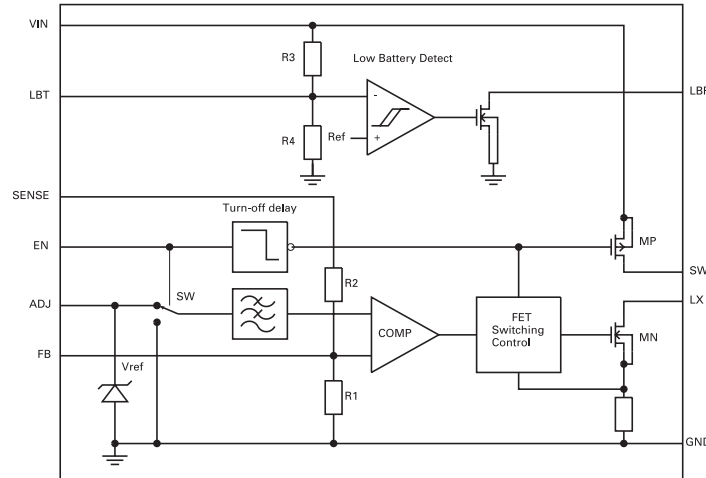 VIN
R3
Low Battery Detect
LBT
-
LBF
R4
Ref
+
SENSE
Turn-off delay
EN
MP
R2
SW
ADJ
SW
LX
FET
Switching
Control
COMP
MN
FB
Vref
R1
GND